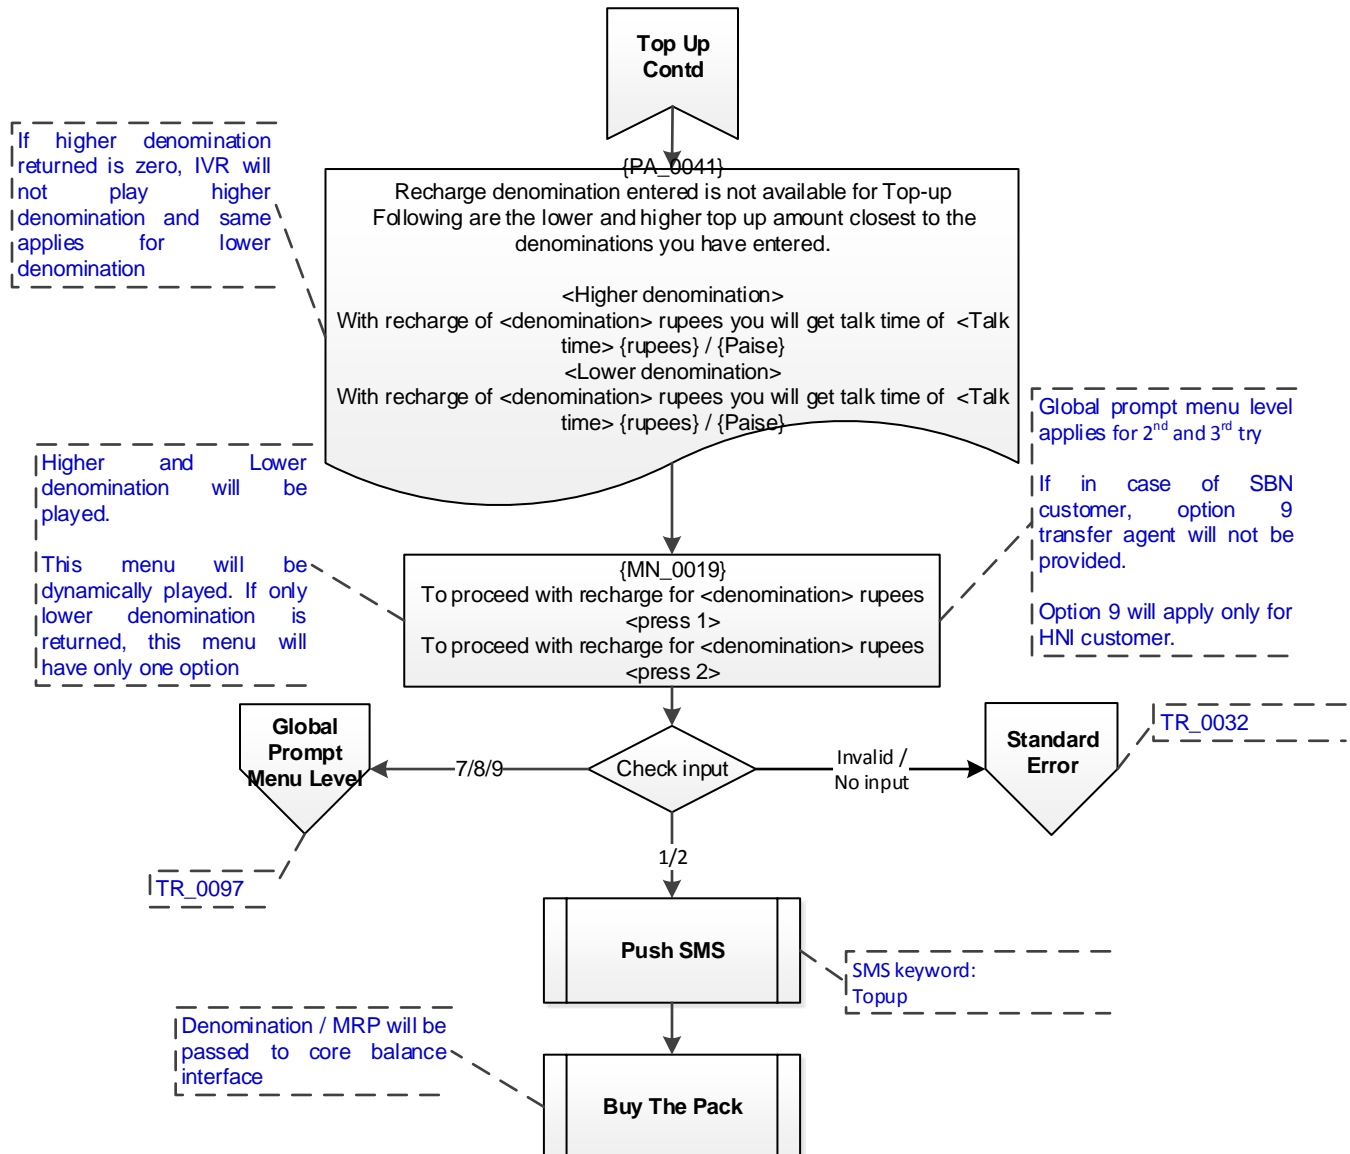 Top Up
Contd
If higher denomination
returned is zero, IVR will
not play higher
denomination and same
applies for lower
denomination
{PA_0041}
Recharge denomination entered is not available for Top-up
Following are the lower and higher top up amount closest to the
denominations you have entered.
<Higher denomination>
With recharge of <denomination> rupees you will get talk time of <Talk
time> {rupees} / {Paise}
<Lower denomination>
With recharge of <denomination> rupees you will get talk time of <Talk
time> {rupees} / {Paise}
Global prompt menu level
applies for 2nd and 3rd try
If in case of SBN
customer, option 9
transfer agent will not be
provided.
Option 9 will apply only for
HNI customer.
Higher and Lower
denomination will be
played.
This menu will be
dynamically played. If only
lower denomination is
returned, this menu will
have only one option
{MN_0019}
To proceed with recharge for <denomination> rupees
<press 1>
To proceed with recharge for <denomination> rupees
<press 2>
Global
Prompt
Menu Level
7/8/9
Check input
Invalid /
No input
Standard
Error
TR_0032
TR_0097
1/2
Push SMS
SMS keyword:
Topup
Denomination / MRP will be
passed to core balance
interface
Buy The Pack